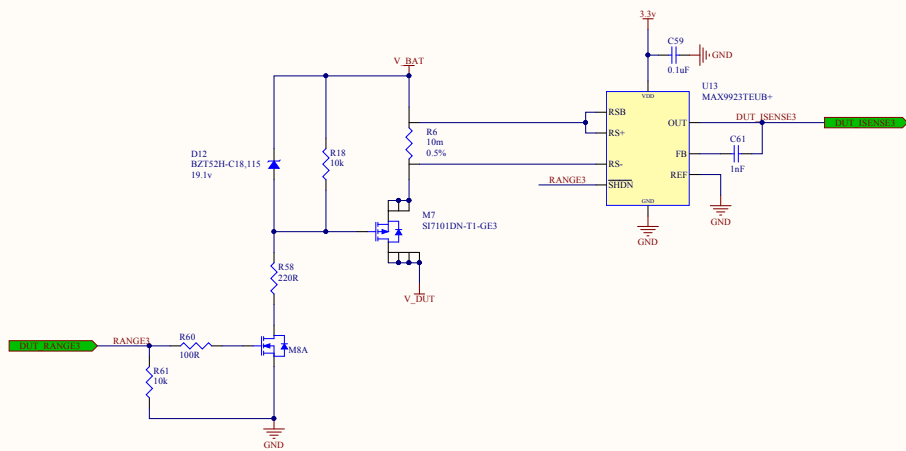 3.3v
C59
GND
0.1uF
V_BAT
U13
MAX9923TEUB+
VDD
RSB
RS+
RS-
SHDN
GND
OUT
FB
REF
DUT_ISENSE3
DUT_ISENSE3
C61
1nF
GND
GND
RANGE3
R6
10m
0.5%
D12
BZT52H-C18,115
19.1v
R18
10k
M7
SI7101DN-T1-GE3
R58
220R
V_DUT
DUT_RANGE3
RANGE3
R60
100R
M8A
R61
10k
GND